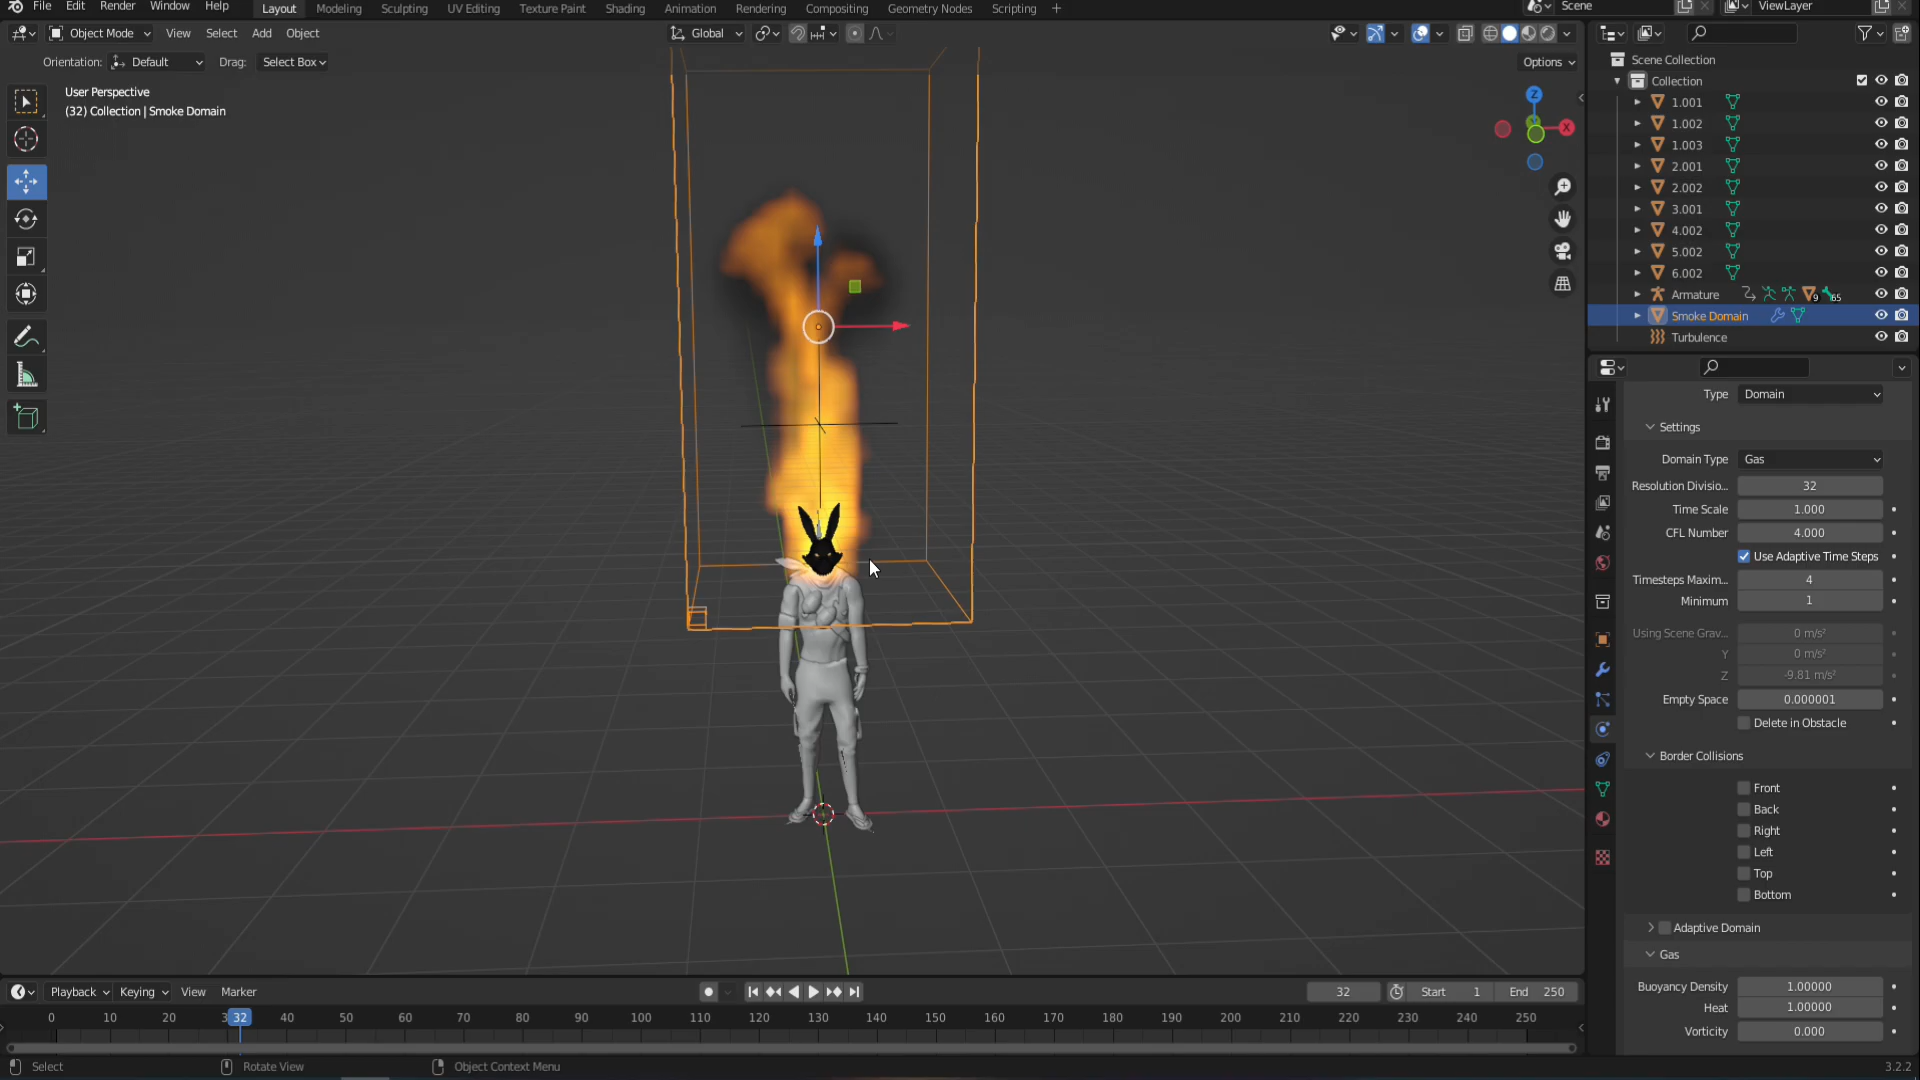 File Edit Render Window Help Layout Modeling Sculpting UV Editing Texture Paint Shading Animation Rendering Compositing Geometry Nodes Scripting + Scene ViewLayer
Object Mode View Select Add Object Global
Orientation: Default Drag: Select Box Options
User Perspective
(32) Collection | Smoke Domain
Z
X
Scene Collection
Collection
1.001
1.002
1.003
2.001
2.002
3.001
4.002
5.002
6.002
Armature 9 65
Smoke Domain
Turbulence
Type Domain
Settings
Domain Type Gas
Resolution Divisio... 32
Time Scale 1.000
CFL Number 4.000
Use Adaptive Time Steps
Timesteps Maxim... 4
Minimum 1
Using Scene Grav... 0 m/s²
Y 0 m/s²
Z -9.81 m/s²
Empty Space 0.000001
Delete in Obstacle
Border Collisions
Front
Back
Right
Left
Top
Bottom
Adaptive Domain
Gas
Buoyancy Density 1.00000
Heat 1.00000
Vorticity 0.000
Playback Keying View Marker 32 Start 1 End 250
0 10 20 3 32 40 50 60 70 80 90 100 110 120 130 140 150 160 170 180 190 200 210 220 230 240 250
Select Rotate View Object Context Menu 3.2.2